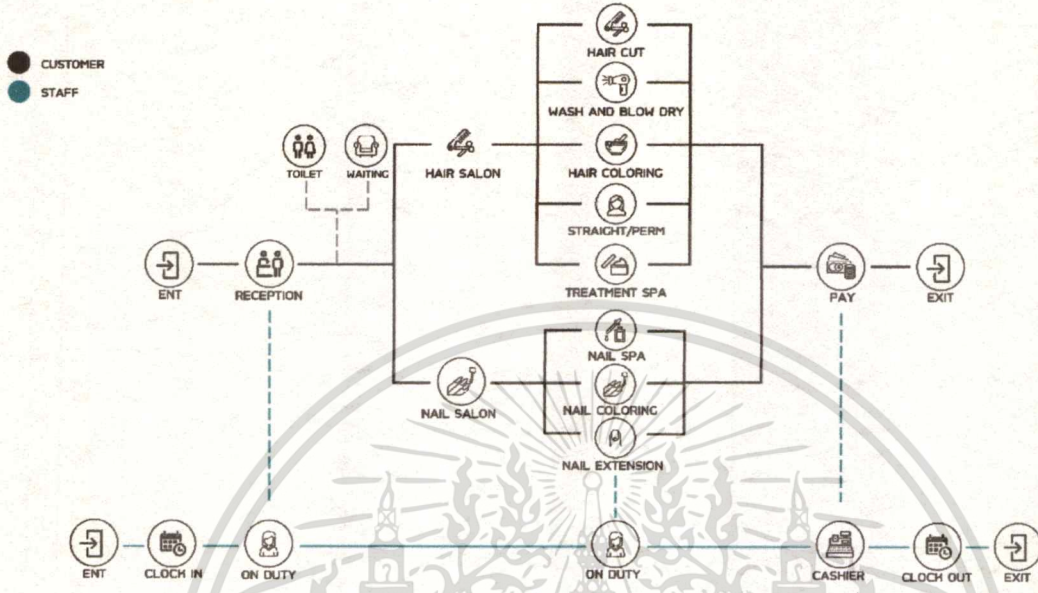 CUSTOMER
STAFF
HAIR CUT
WASH AND BLOW DRY
TOILET
WAITING
HAIR SALON
HAIR COLORING
STRAIGHT/PERM
ENT
RECEPTION
TREATMENT SPA
PAY
EXIT
NAIL SPA
NAIL SALON
NAIL COLORING
NAIL EXTENSION
ENT
CLOCH IN
ON DUTY
ON DUTY
CASHIER
CLOCH OUT
EXIT